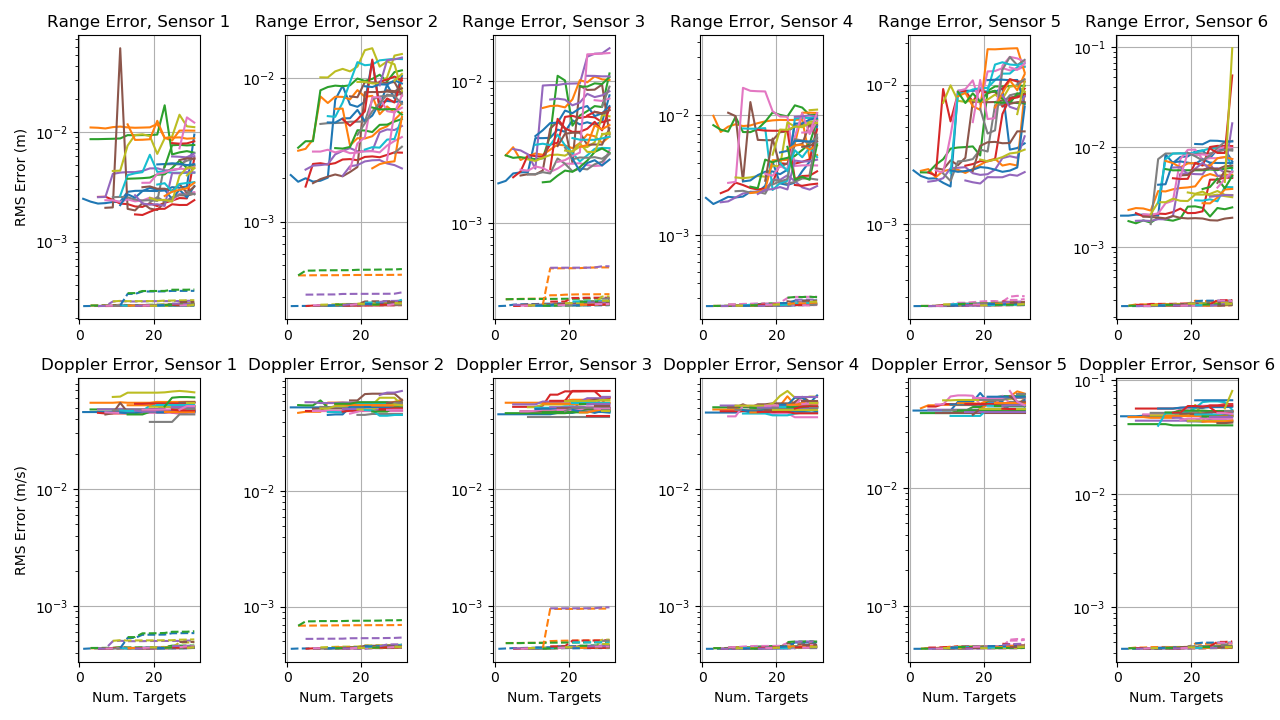 Range Error, Sensor 1 Range Error, Sensor 2 Range Error, Sensor 3 Range Error, Sensor 4 Range Error, Sensor 5 Range Error, Sensor 6
RMS Error (m)
10⁻² 10⁻³
10⁻² 10⁻³
10⁻² 10⁻³
10⁻² 10⁻³
10⁻² 10⁻³
10⁻¹ 10⁻² 10⁻³
0 20 0 20 0 20 0 20 0 20 0 20
Doppler Error, Sensor 1 Doppler Error, Sensor 2 Doppler Error, Sensor 3 Doppler Error, Sensor 4 Doppler Error, Sensor 5 Doppler Error, Sensor 6
RMS Error (m/s)
10⁻² 10⁻³
10⁻² 10⁻³
10⁻² 10⁻³
10⁻² 10⁻³
10⁻² 10⁻³
10⁻¹ 10⁻² 10⁻³
0 20 0 20 0 20 0 20 0 20 0 20
Num. Targets Num. Targets Num. Targets Num. Targets Num. Targets Num. Targets